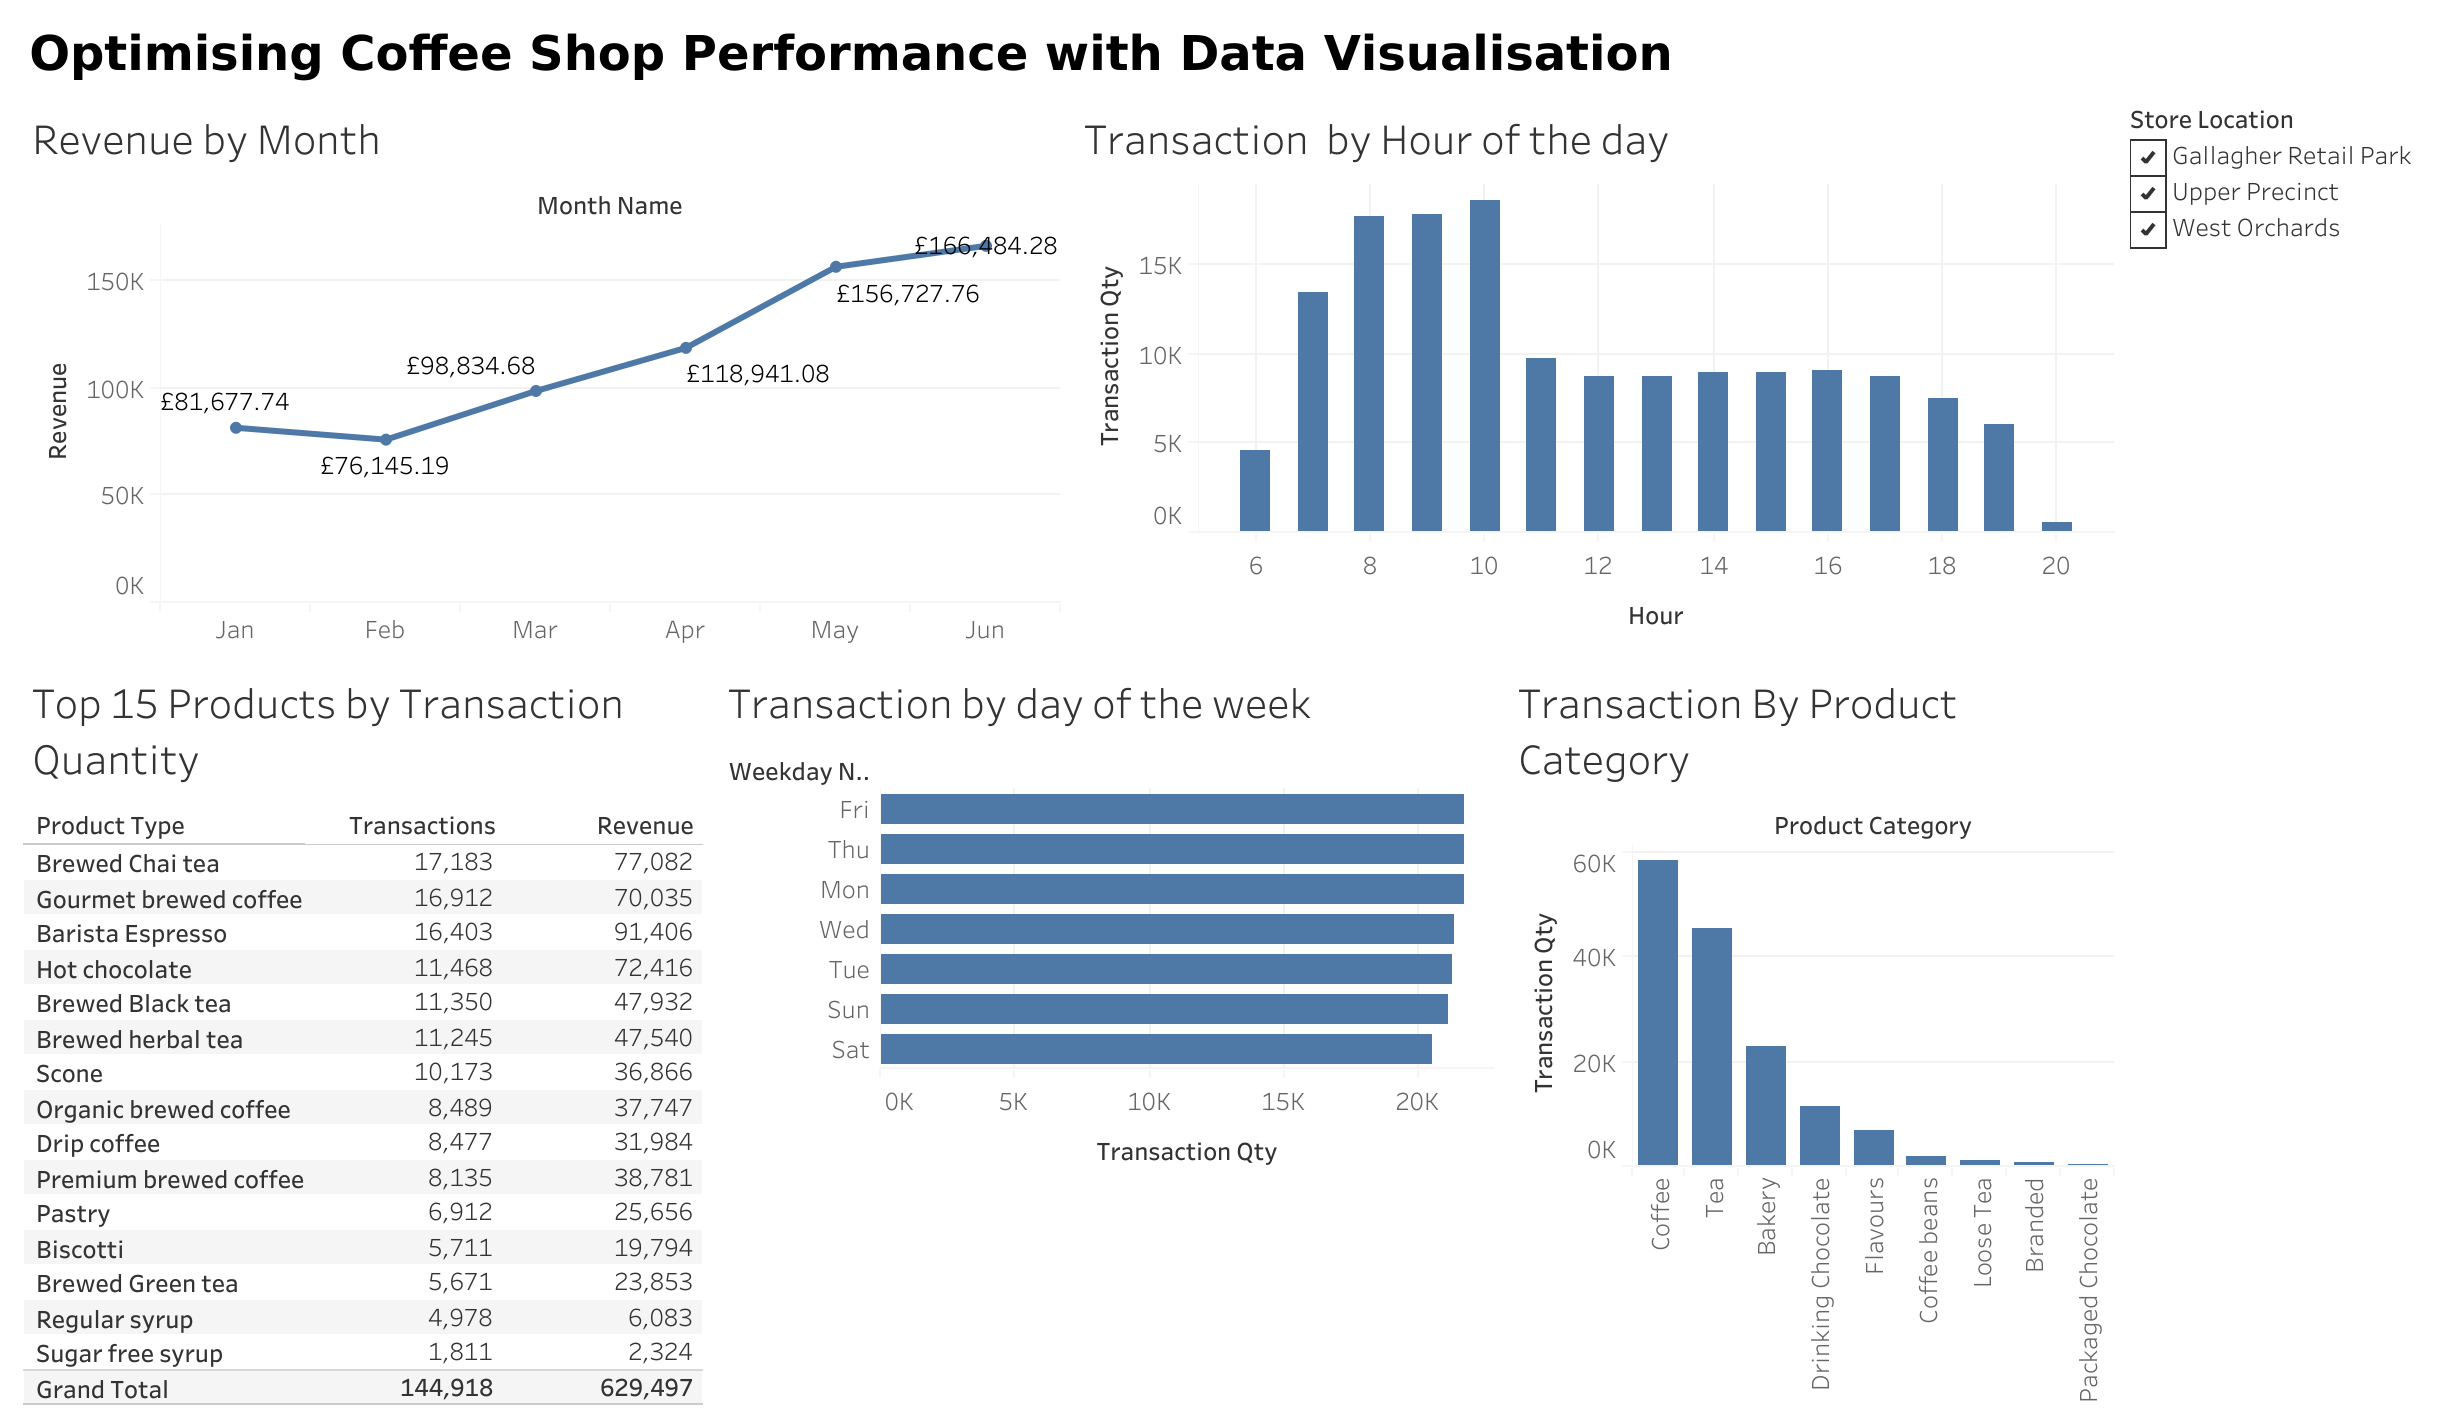 Optimising Coffee Shop Performance with Data Visualisation
Revenue by Month
Month Name
Revenue
150K
100K
50K
0K
£81,677.74
£76,145.19
£98,834.68
£118,941.08
£156,727.76
£166,484.28
Jan Feb Mar Apr May Jun
Transaction by Hour of the day
Transaction Qty
15K
10K
5K
0K
6 8 10 12 14 16 18 20
Hour
Store Location
Gallagher Retail Park
Upper Precinct
West Orchards
Top 15 Products by Transaction
Quantity
Product Type Transactions Revenue
Brewed Chai tea 17,183 77,082
Gourmet brewed coffee 16,912 70,035
Barista Espresso 16,403 91,406
Hot chocolate 11,468 72,416
Brewed Black tea 11,350 47,932
Brewed herbal tea 11,245 47,540
Scone 10,173 36,866
Organic brewed coffee 8,489 37,747
Drip coffee 8,477 31,984
Premium brewed coffee 8,135 38,781
Pastry 6,912 25,656
Biscotti 5,711 19,794
Brewed Green tea 5,671 23,853
Regular syrup 4,978 6,083
Sugar free syrup 1,811 2,324
Grand Total 144,918 629,497
Transaction by day of the week
Weekday N..
Fri
Thu
Mon
Wed
Tue
Sun
Sat
0K 5K 10K 15K 20K
Transaction Qty
Transaction By Product
Category
Product Category
Transaction Qty
60K
40K
20K
0K
Coffee
Tea
Bakery
Drinking Chocolate
Flavours
Coffee beans
Loose Tea
Branded
Packaged Chocolate